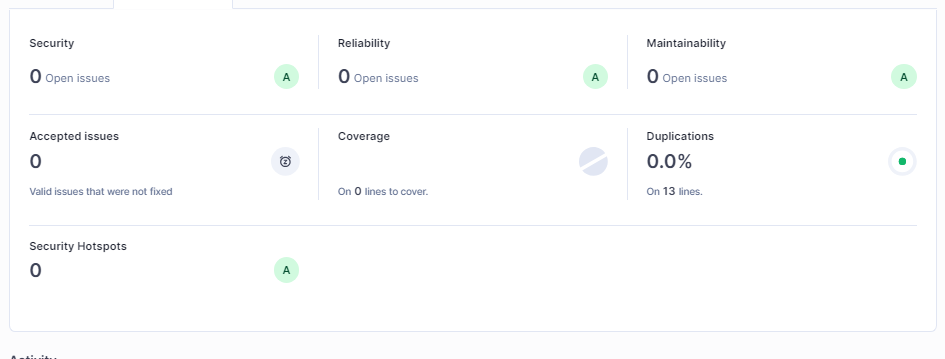 Security
0 Open issues
A
Reliability
0 Open issues
A
Maintainability
0 Open issues
A
Accepted issues
0
Valid issues that were not fixed
Coverage
On 0 lines to cover.
Duplications
0.0%
On 13 lines.
Security Hotspots
0
A
Activity